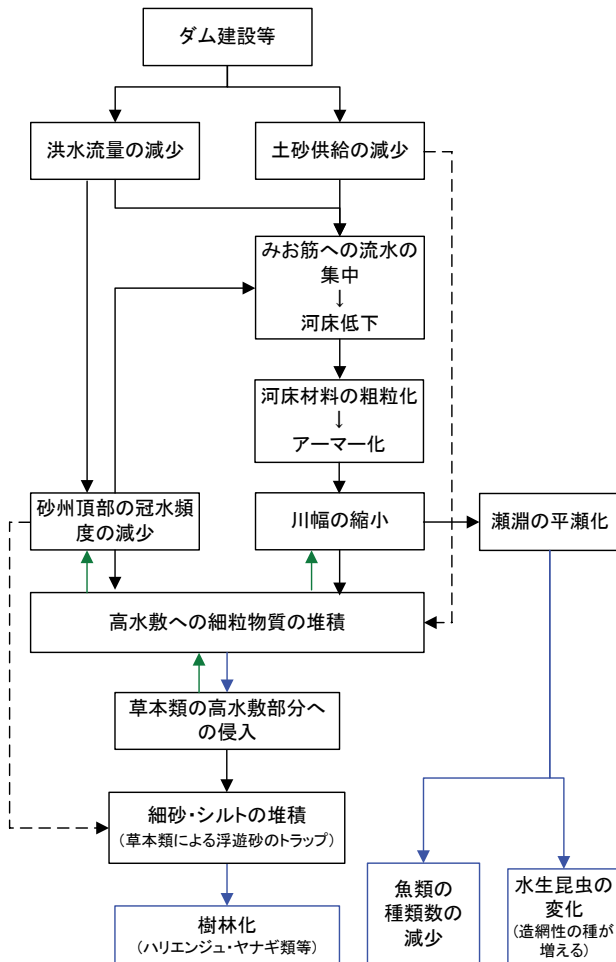 ダム建設等
洪水流量の減少
土砂供給の減少
みお筋への流水の
集中
↓
河床低下
河床材料の粗粒化
↓
アーマー化
砂州頂部の冠水頻
度の減少
川幅の縮小
瀬淵の平瀬化
高水敷への細粒物質の堆積
草本類の高水敷部分へ
の侵入
細砂・シルトの堆積
(草本類による浮遊砂のトラップ)
樹林化
(ハリエンジュ・ヤナギ類等)
魚類の
種類数の
減少
水生昆虫の
変化
(造網性の種が
増える)